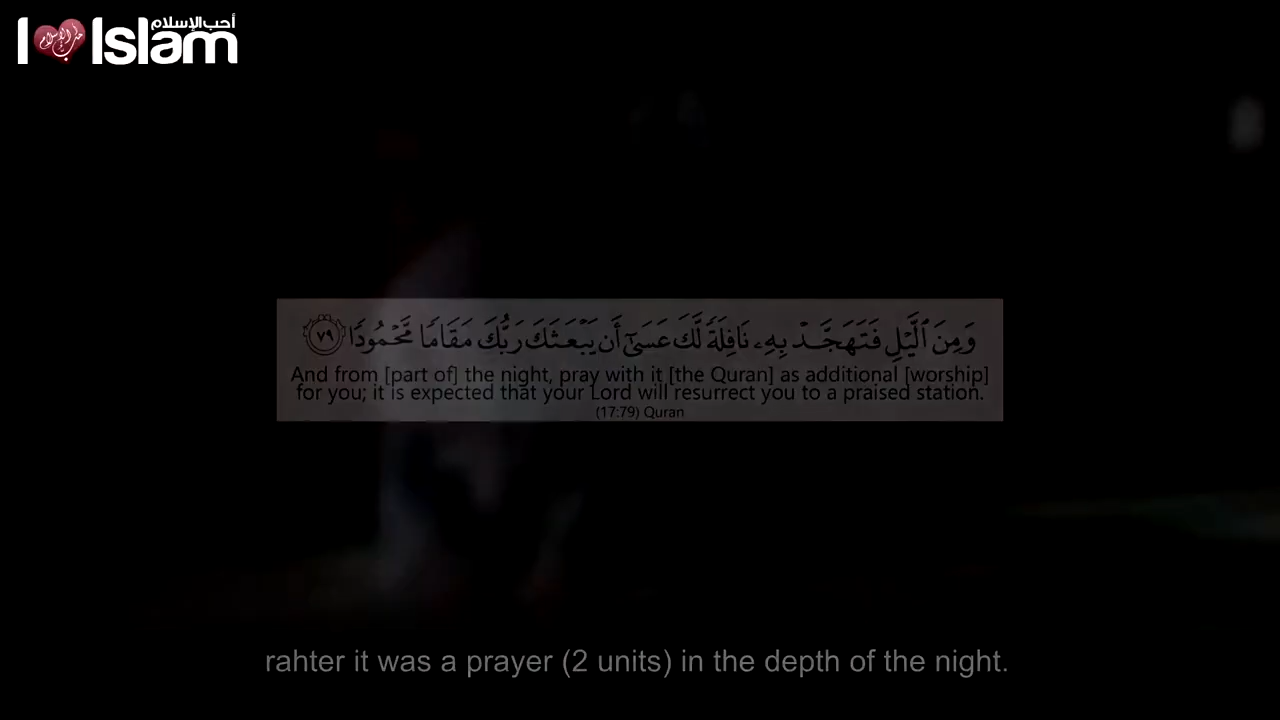 أحب الإسلام
I Islam
وَمِنَ ٱلَّيْلِ فَتَهَجَّدْ بِهِۦ نَافِلَةً لَّكَ عَسَىٰٓ أَن يَبْعَثَكَ رَبُّكَ مَقَامًا مَّحْمُودًا ٧٩
And from [part of] the night, pray with it [the Quran] as additional [worship]
for you; it is expected that your Lord will resurrect you to a praised station.
(17:79) Quran
rahter it was a prayer (2 units) in the depth of the night.